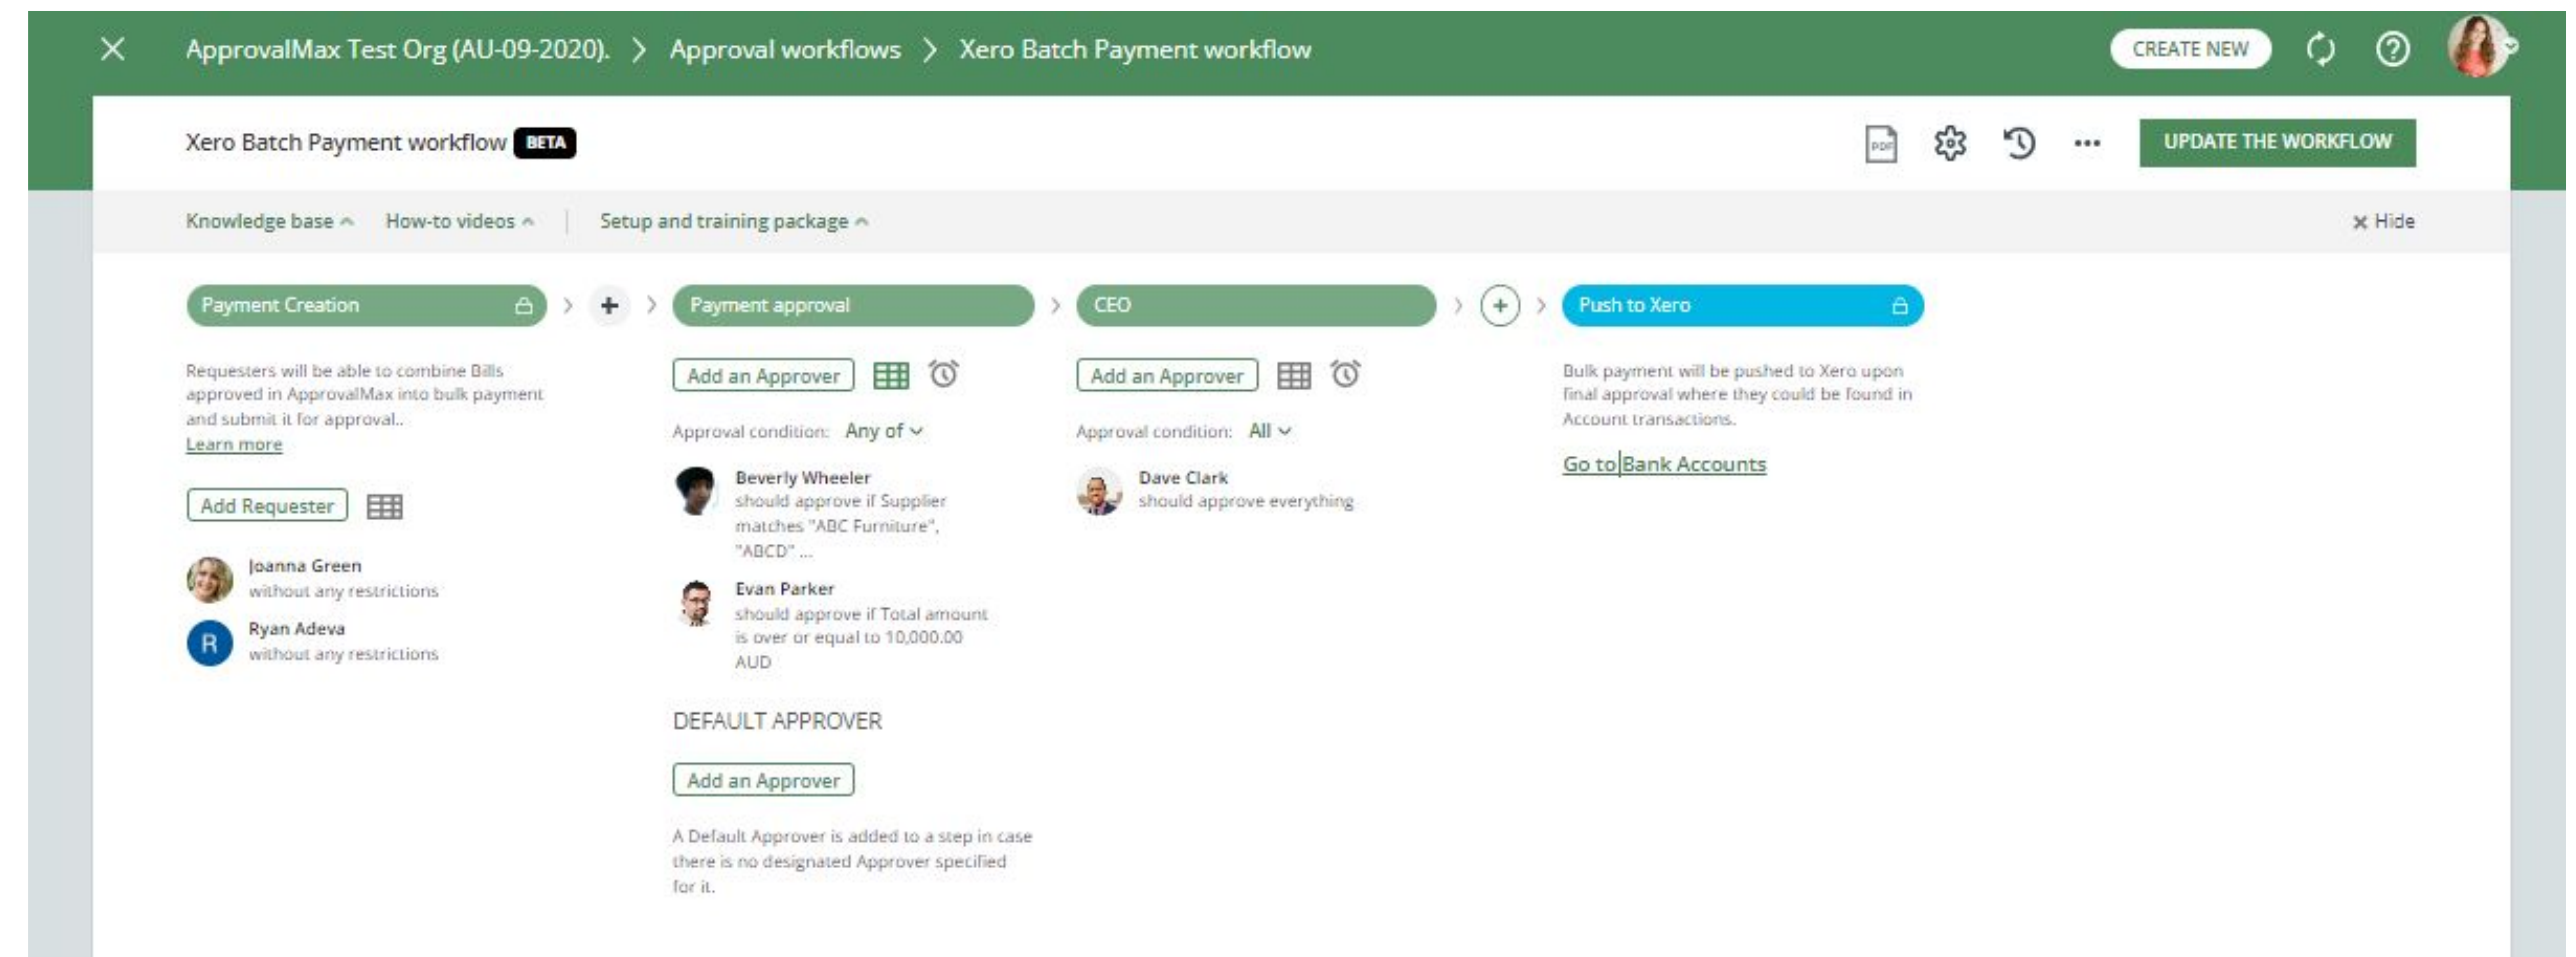 ApprovalMax Test Org (AU-09-2020). > Approval workflows > Xero Batch Payment workflow
CREATE NEW
Xero Batch Payment workflow BETA
PDF
UPDATE THE WORKFLOW
Knowledge base
How-to videos
Setup and training package
Hide
Payment Creation
Requesters will be able to combine Bills
approved in ApprovalMax into bulk payment
and submit it for approval..
Learn more
Add Requester
Joanna Green
without any restrictions
R
Ryan Adeva
without any restrictions
Payment approval
Add an Approver
Approval condition: Any of
Beverly Wheeler
should approve if Supplier
matches "ABC Furniture",
"ABCD" ...
Evan Parker
should approve if Total amount
is over or equal to 10,000.00
AUD
DEFAULT APPROVER
Add an Approver
A Default Approver is added to a step in case
there is no designated Approver specified
for it.
CEO
Add an Approver
Approval condition: All
Dave Clark
should approve everything
Push to Xero
Bulk payment will be pushed to Xero upon
final approval where they could be found in
Account transactions.
Go to Bank Accounts